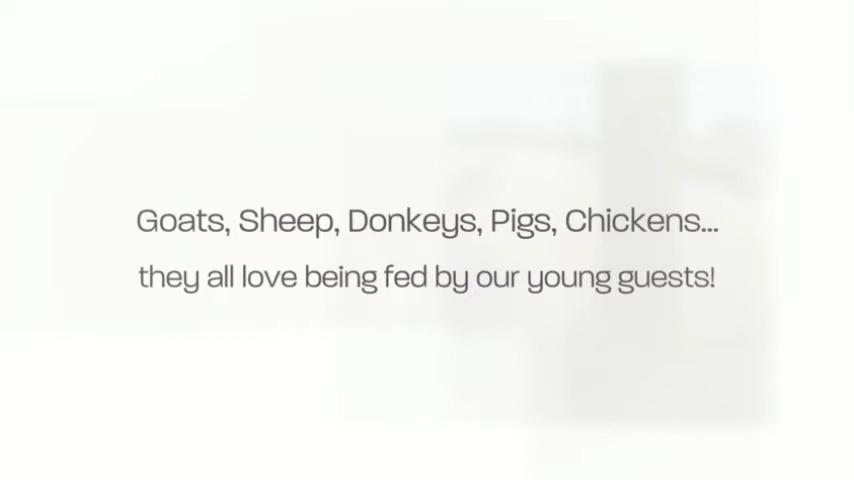 Goats, Sheep, Donkeys, Pigs, Chickens...
they all love being fed by our young guests!